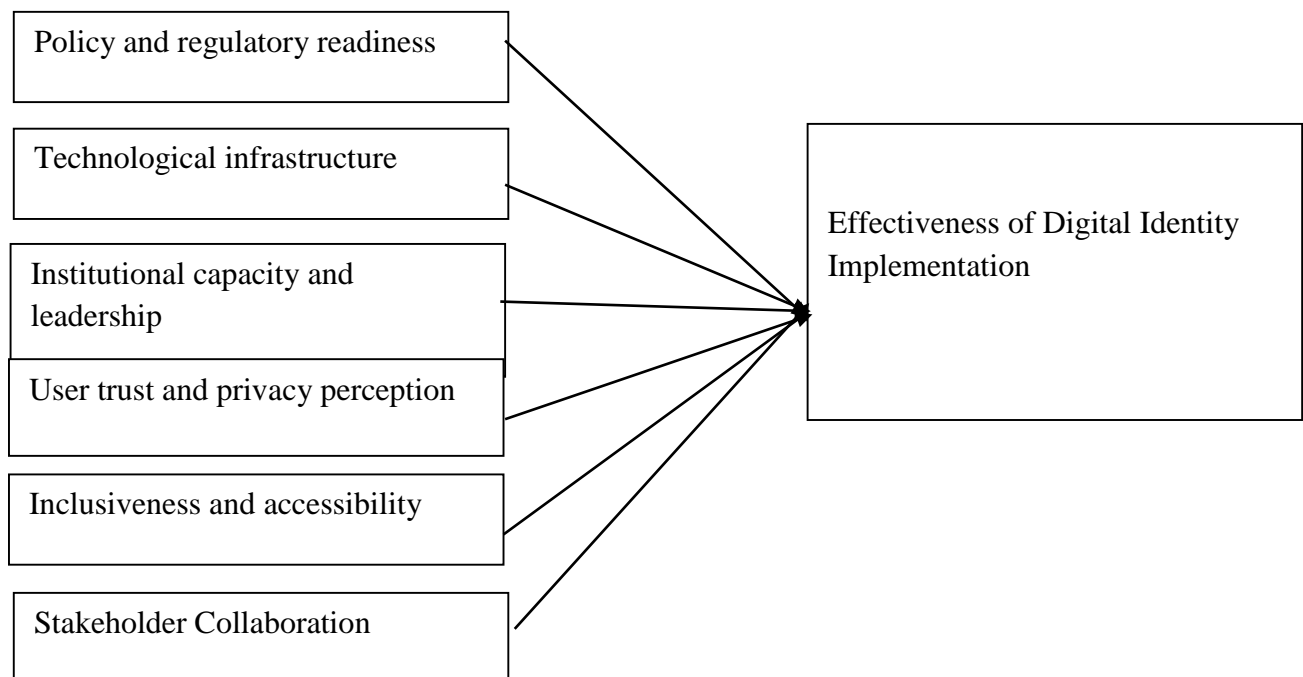 Policy and regulatory readiness
Technological infrastructure
Institutional capacity and
leadership
User trust and privacy perception
Inclusiveness and accessibility
Stakeholder Collaboration
Effectiveness of Digital Identity
Implementation